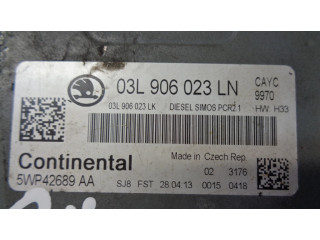 03L 906 023 LN
CAYC
9970
03L 906 023 LK DIESEL SIMOS PCR2.1 HW: H33
Continental
Made in Czech Rep.
5WP42689 AA
02 3176
SJ8 FST 28.04.13 0015 0418